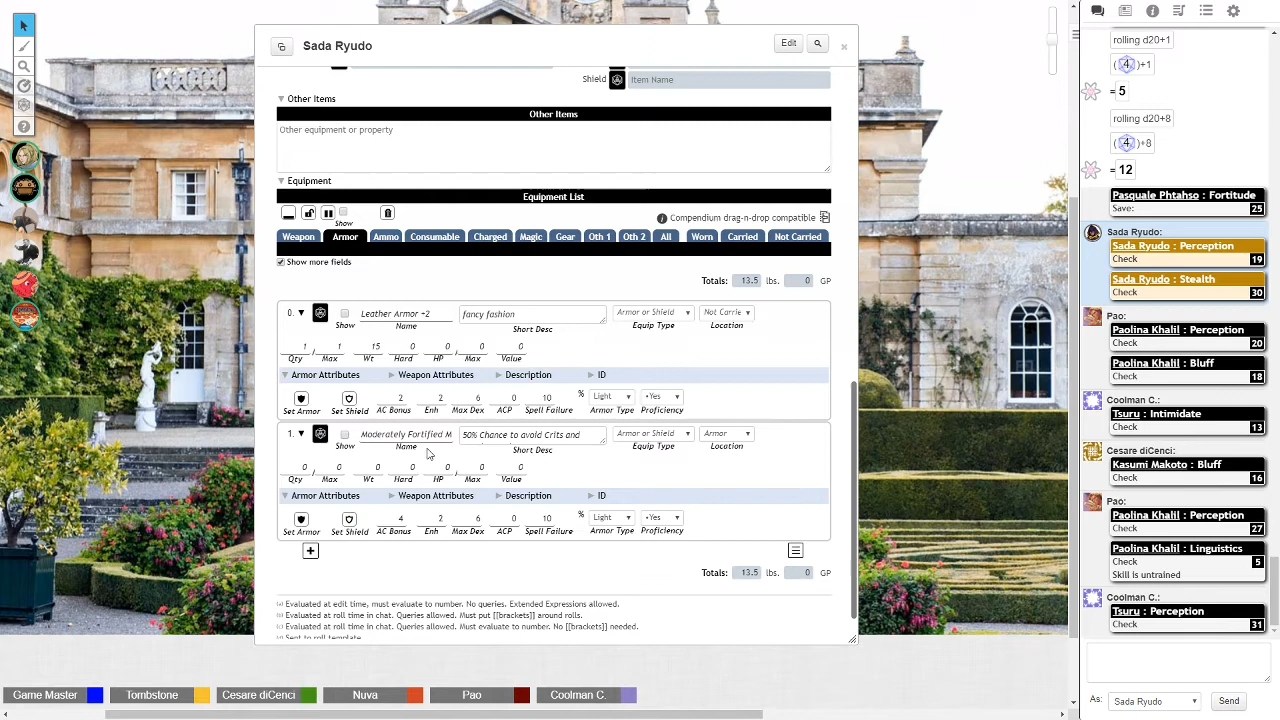 Sada Ryudo
Edit
×
Shield
Item Name
Other Items
Other Items
Other equipment or property
Equipment
Equipment List
Show
Compendium drag-n-drop compatible
Weapon Armor Ammo Consumable Charged Magic Gear Oth 1 Oth 2 All Worn Carried Not Carried
Show more fields
Totals: 13.5 lbs. 0 GP
0. Leather Armor +2 fancy fashion Armor or Shield Not Carrie
Show Name Short Desc Equip Type Location
1 / 1 15 0 0 / 0 0
Qty Max Wt Hard HP Max Value
Armor Attributes Weapon Attributes Description ID
2 2 6 0 10 % Light •Yes
Set Armor Set Shield AC Bonus Enh Max Dex ACP Spell Failure Armor Type Proficiency
1. Moderately Fortified M 50% Chance to avoid Crits and Armor or Shield Armor
Show Name Short Desc Equip Type Location
0 / 0 0 0 0 / 0 0
Qty Max Wt Hard HP Max Value
Armor Attributes Weapon Attributes Description ID
4 2 6 0 10 % Light •Yes
Set Armor Set Shield AC Bonus Enh Max Dex ACP Spell Failure Armor Type Proficiency
+
Totals: 13.5 lbs. 0 GP
Evaluated at edit time, must evaluate to number. No queries. Extended Expressions allowed.
Evaluated at roll time in chat. Queries allowed. Must put [[brackets]] around rolls.
Evaluated at roll time in chat. Queries allowed. Must evaluate to number. No [[brackets]] needed.
Sent to roll template
Game Master
Tombstone
Cesare diCenci
Nuva
Pao
Coolman C.
rolling d20+1
(4)+1
= 5
rolling d20+8
(4)+8
= 12
Pasquale Phtahso : Fortitude
Save: 25
Sada Ryudo:
Sada Ryudo : Perception
Check 19
Sada Ryudo : Stealth
Check 30
Pao:
Paolina Khalil : Perception
Check 20
Paolina Khalil : Bluff
Check 18
Coolman C.:
Tsuru : Intimidate
Check 13
Cesare diCenci:
Kasumi Makoto : Bluff
Check 16
Pao:
Paolina Khalil : Perception
Check 27
Paolina Khalil : Linguistics
Check 5
Skill is untrained
Coolman C.:
Tsuru : Perception
Check 31
As: Sada Ryudo Send